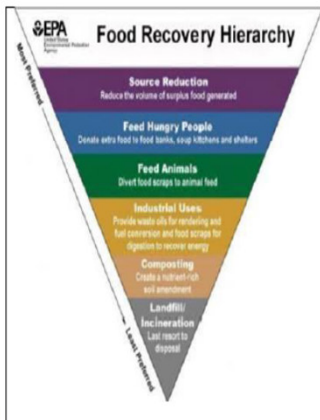 EPA
United States
Environmental Protection
Agency
Food Recovery Hierarchy
Most Preferred
Source Reduction
Reduce the volume of surplus food generated
Feed Hungry People
Donate extra food to food banks, soup kitchens and shelters
Feed Animals
Divert food scraps to animal feed
Industrial Uses
Provide waste oils for rendering and
fuel conversion and food scraps for
digestion to recover energy
Composting
Create a nutrient-rich
soil amendment
Landfill/
Incineration
Last resort to
disposal
Least Preferred